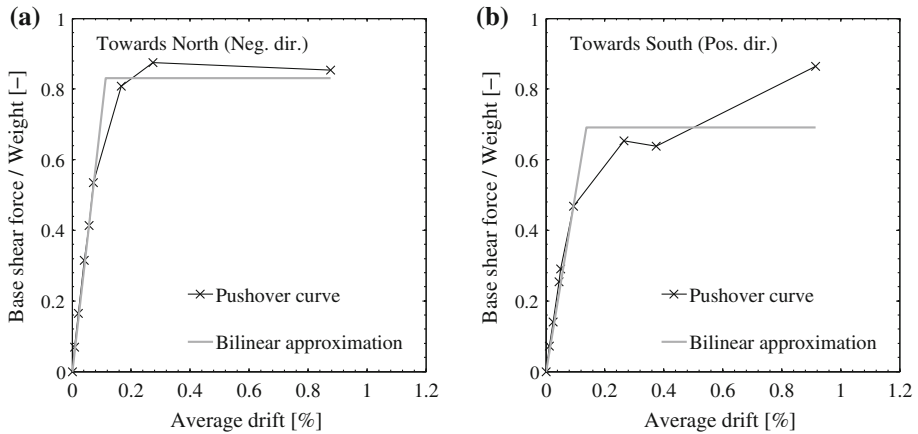 (a)
Towards North (Neg. dir.)
Base shear force / Weight [−]
1
0.8
0.6
0.4
0.2
0
Pushover curve
Bilinear approximation
0 0.2 0.4 0.6 0.8 1 1.2
Average drift [%]
(b)
Towards South (Pos. dir.)
Base shear force / Weight [−]
1
0.8
0.6
0.4
0.2
0
Pushover curve
Bilinear approximation
0 0.2 0.4 0.6 0.8 1 1.2
Average drift [%]